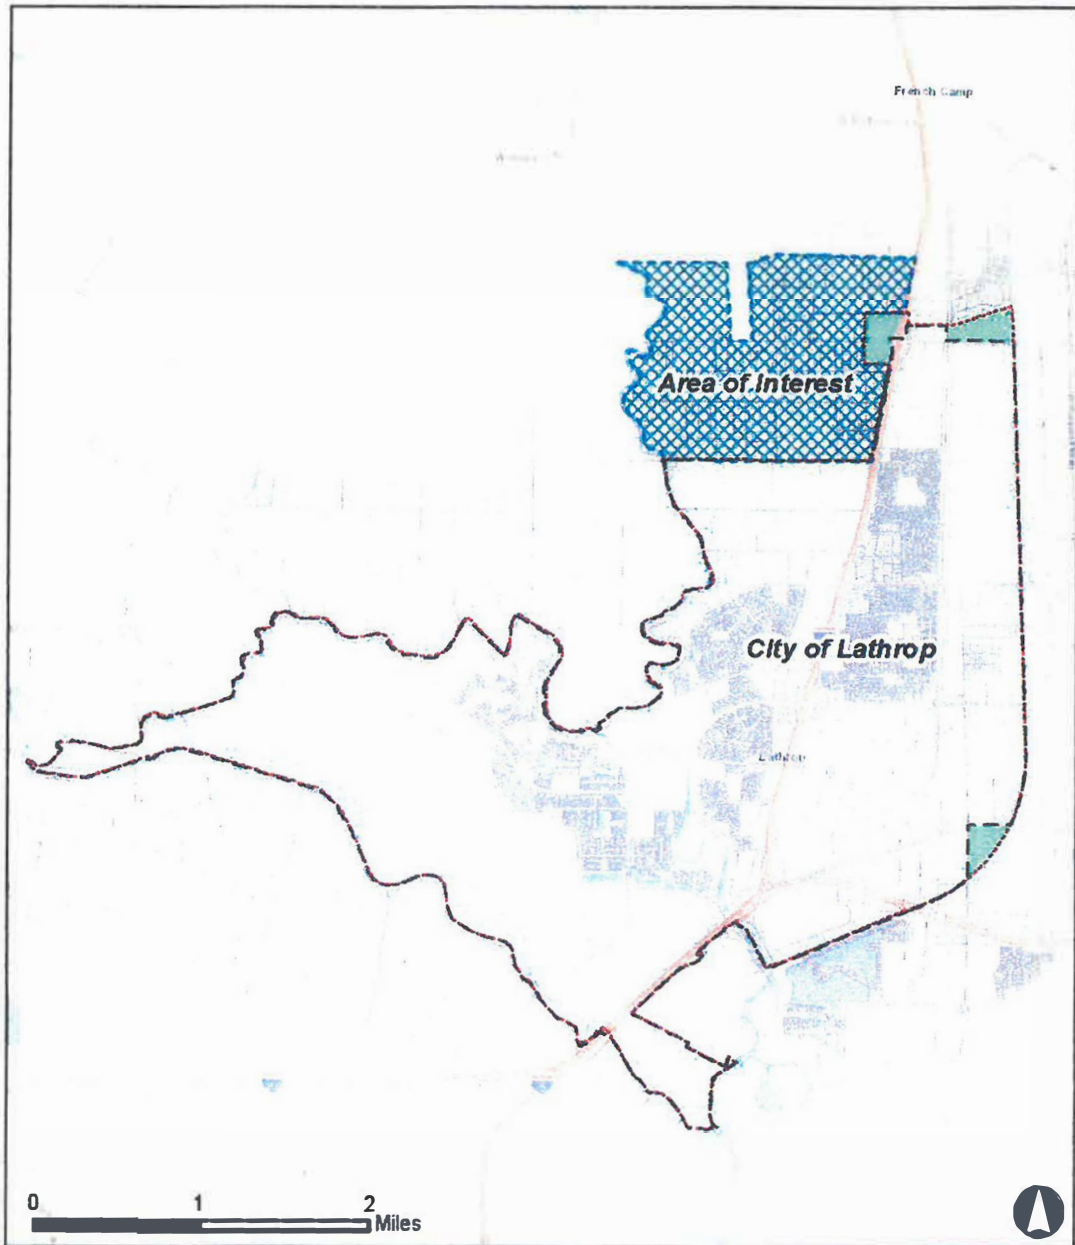 French Camp
Area of Interest
City of Lathrop
Lathrop
0 1 2
Miles